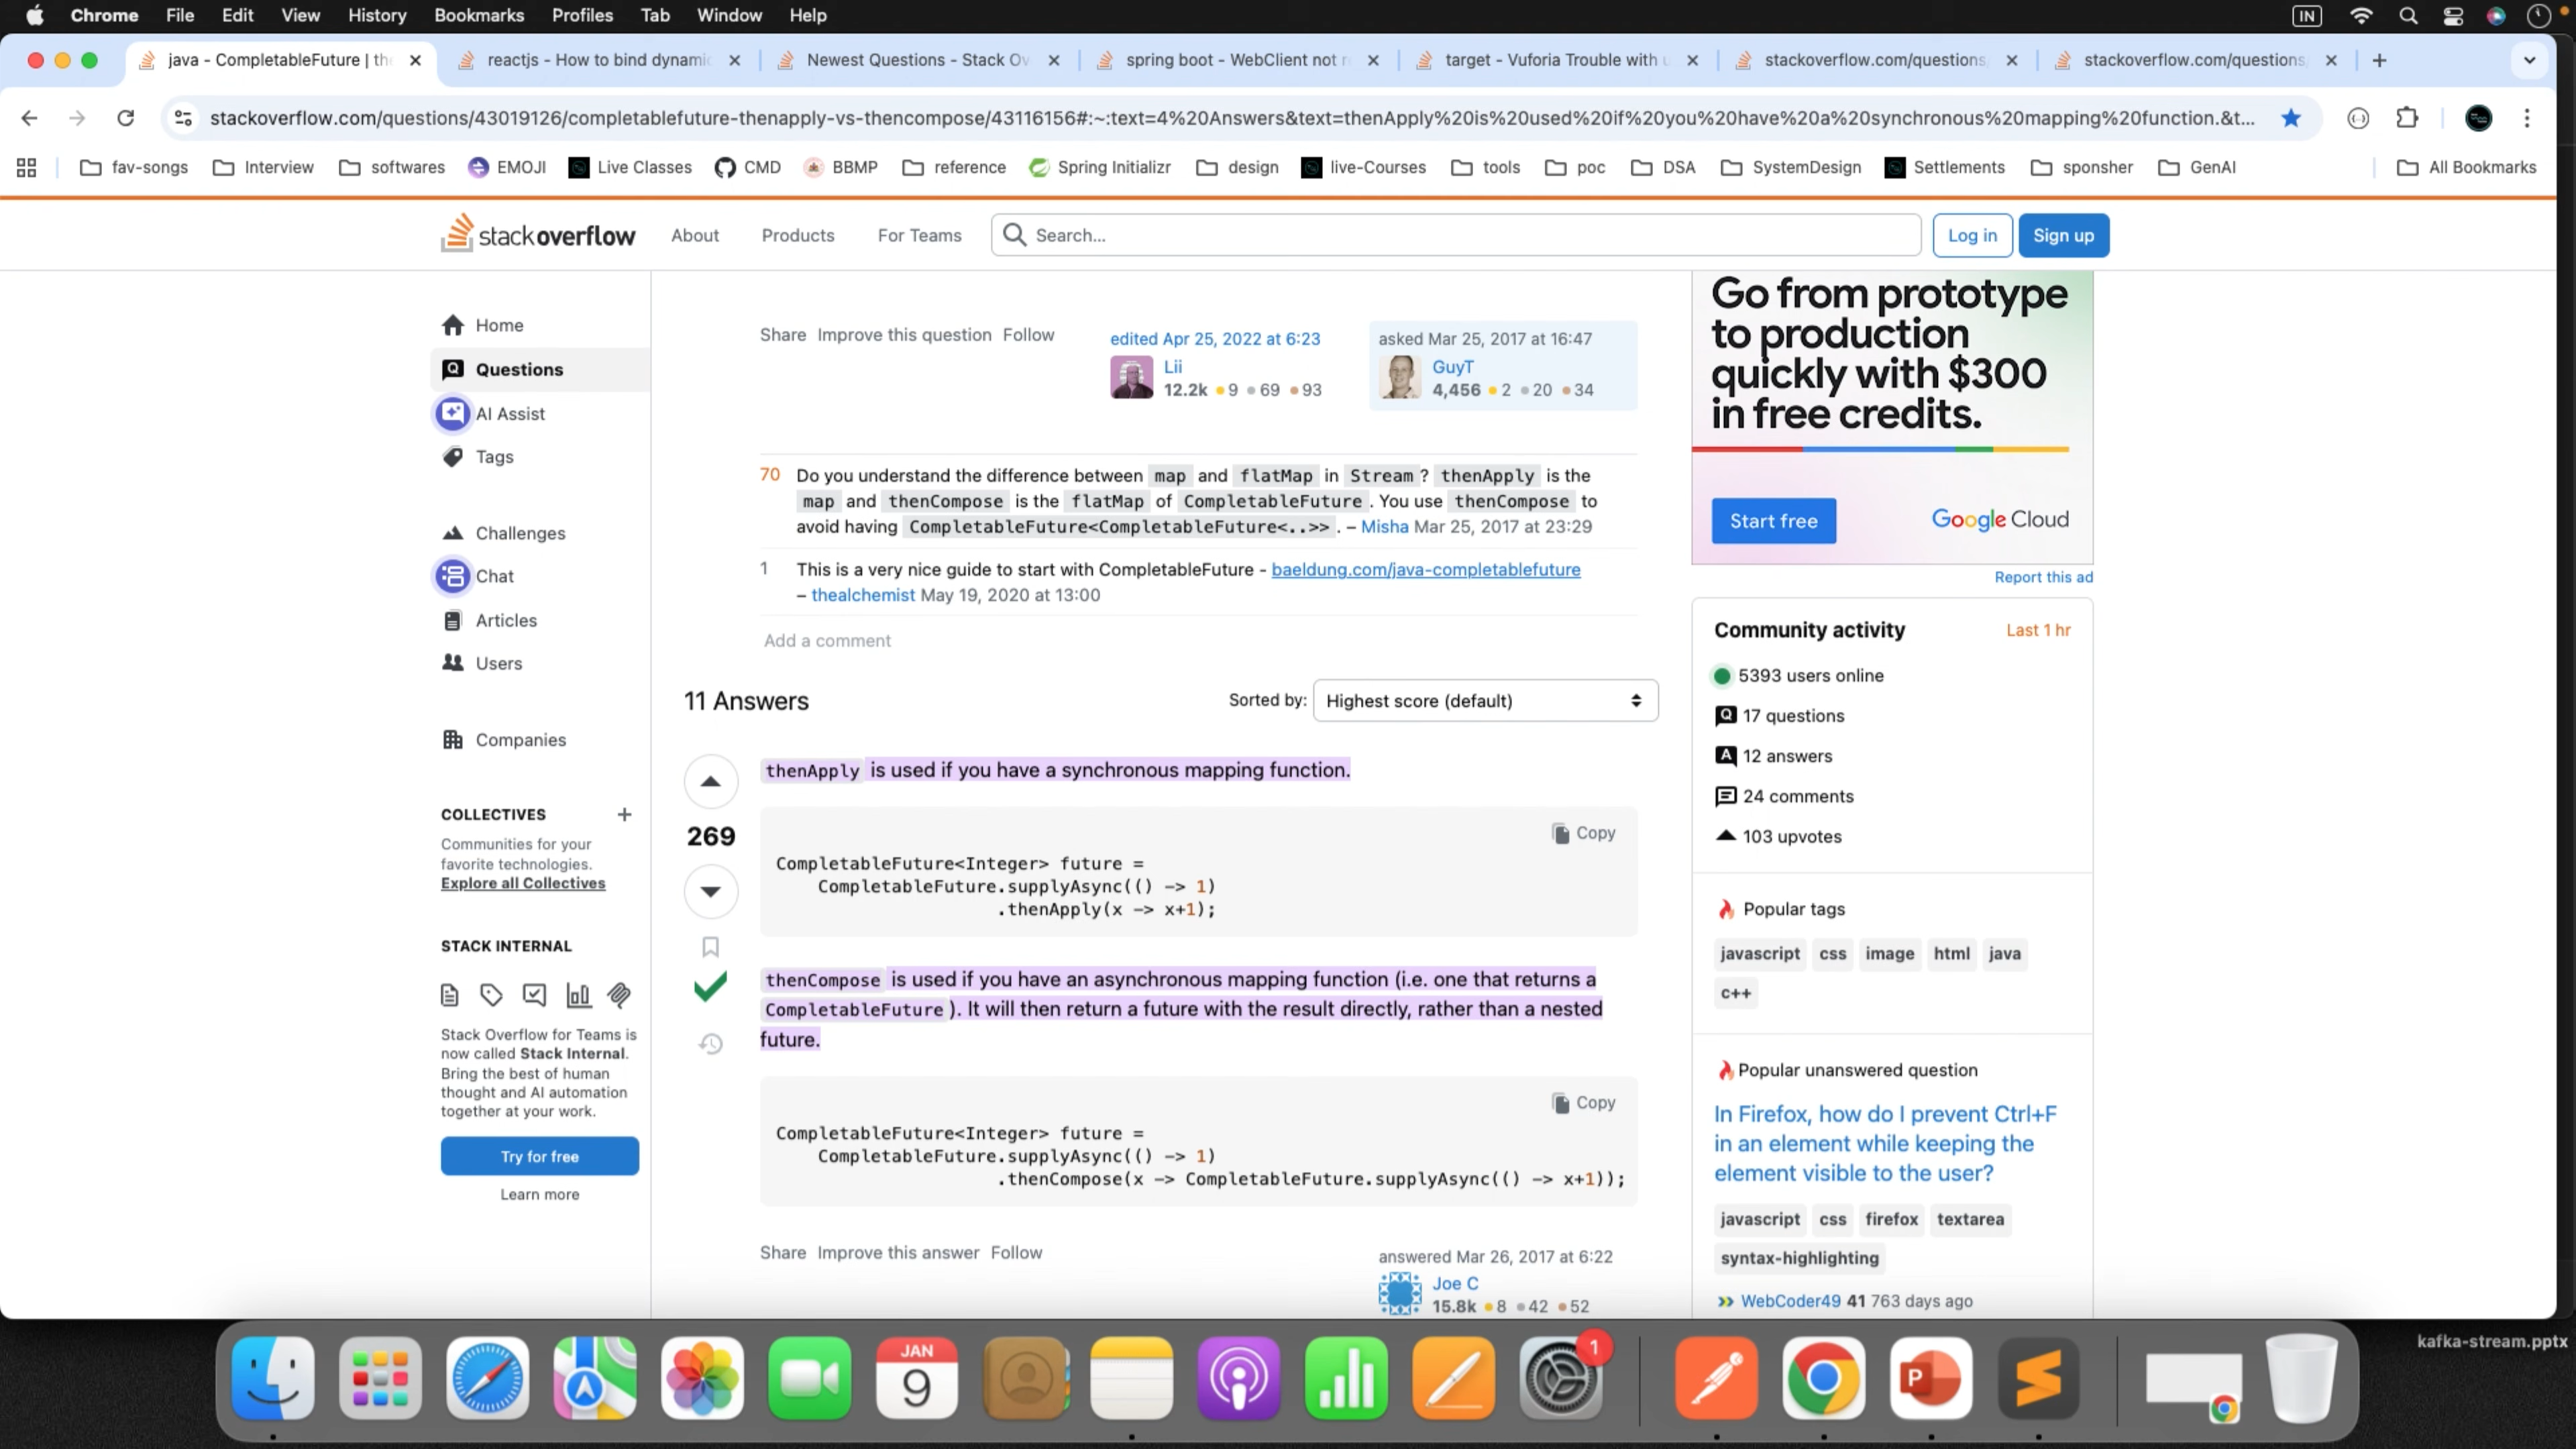 Chrome File Edit View History Bookmarks Profiles Tab Window Help IN
java - CompletableFuture | the
reactjs - How to bind dynamic
Newest Questions - Stack Ov
spring boot - WebClient not r
target - Vuforia Trouble with u
stackoverflow.com/questions/
stackoverflow.com/questions/
stackoverflow.com/questions/43019126/completablefuture-thenapply-vs-thencompose/43116156#:~:text=4%20Answers&text=thenApply%20is%20used%20if%20you%20have%20a%20synchronous%20mapping%20function.&t...
fav-songs Interview softwares EMOJI Live Classes CMD BBMP reference Spring Initializr design live-Courses tools poc DSA SystemDesign Settlements sponsher GenAI All Bookmarks
stackoverflow About Products For Teams Search... Log in Sign up
Home
Questions
AI Assist
Tags
Challenges
Chat
Articles
Users
Companies
COLLECTIVES
Communities for your
favorite technologies.
Explore all Collectives
STACK INTERNAL
Stack Overflow for Teams is
now called Stack Internal.
Bring the best of human
thought and AI automation
together at your work.
Try for free
Learn more
Share Improve this question Follow
edited Apr 25, 2022 at 6:23
Lii
12.2k 9 69 93
asked Mar 25, 2017 at 16:47
GuyT
4,456 2 20 34
70 Do you understand the difference between map and flatMap in Stream? thenApply is the
map and thenCompose is the flatMap of CompletableFuture. You use thenCompose to
avoid having CompletableFuture<CompletableFuture<..>>. – Misha Mar 25, 2017 at 23:29
1 This is a very nice guide to start with CompletableFuture - baeldung.com/java-completablefuture
– thealchemist May 19, 2020 at 13:00
Add a comment
11 Answers
Sorted by: Highest score (default)
269
thenApply is used if you have a synchronous mapping function.
Copy
CompletableFuture<Integer> future =
    CompletableFuture.supplyAsync(() -> 1)
                     .thenApply(x -> x+1);
thenCompose is used if you have an asynchronous mapping function (i.e. one that returns a
CompletableFuture). It will then return a future with the result directly, rather than a nested
future.
Copy
CompletableFuture<Integer> future =
    CompletableFuture.supplyAsync(() -> 1)
                     .thenCompose(x -> CompletableFuture.supplyAsync(() -> x+1));
Share Improve this answer Follow
answered Mar 26, 2017 at 6:22
Joe C
15.8k 8 42 52
Go from prototype
to production
quickly with $300
in free credits.
Start free
Google Cloud
Report this ad
Community activity Last 1 hr
5393 users online
17 questions
12 answers
24 comments
103 upvotes
Popular tags
javascript css image html java
c++
Popular unanswered question
In Firefox, how do I prevent Ctrl+F
in an element while keeping the
element visible to the user?
javascript css firefox textarea
syntax-highlighting
WebCoder49 41 763 days ago
JAN
9
1
kafka-stream.pptx